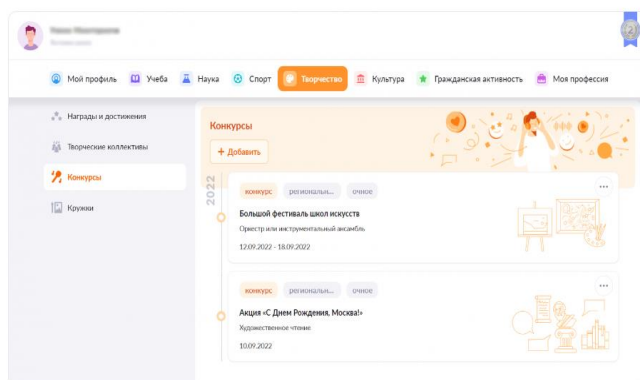 Мой профиль
Учеба
Наука
Спорт
Творчество
Культура
Гражданская активность
Моя профессия
Награды и достижения
Творческие коллективы
Конкурсы
Кружки
Конкурсы
+ Добавить
2022
конкурс региональн... очное
Большой фестиваль школ искусств
Оркестр или инструментальный ансамбль
12.09.2022 - 18.09.2022
конкурс региональн... очное
Акция «С Днем Рождения, Москва!»
Художественное чтение
10.09.2022